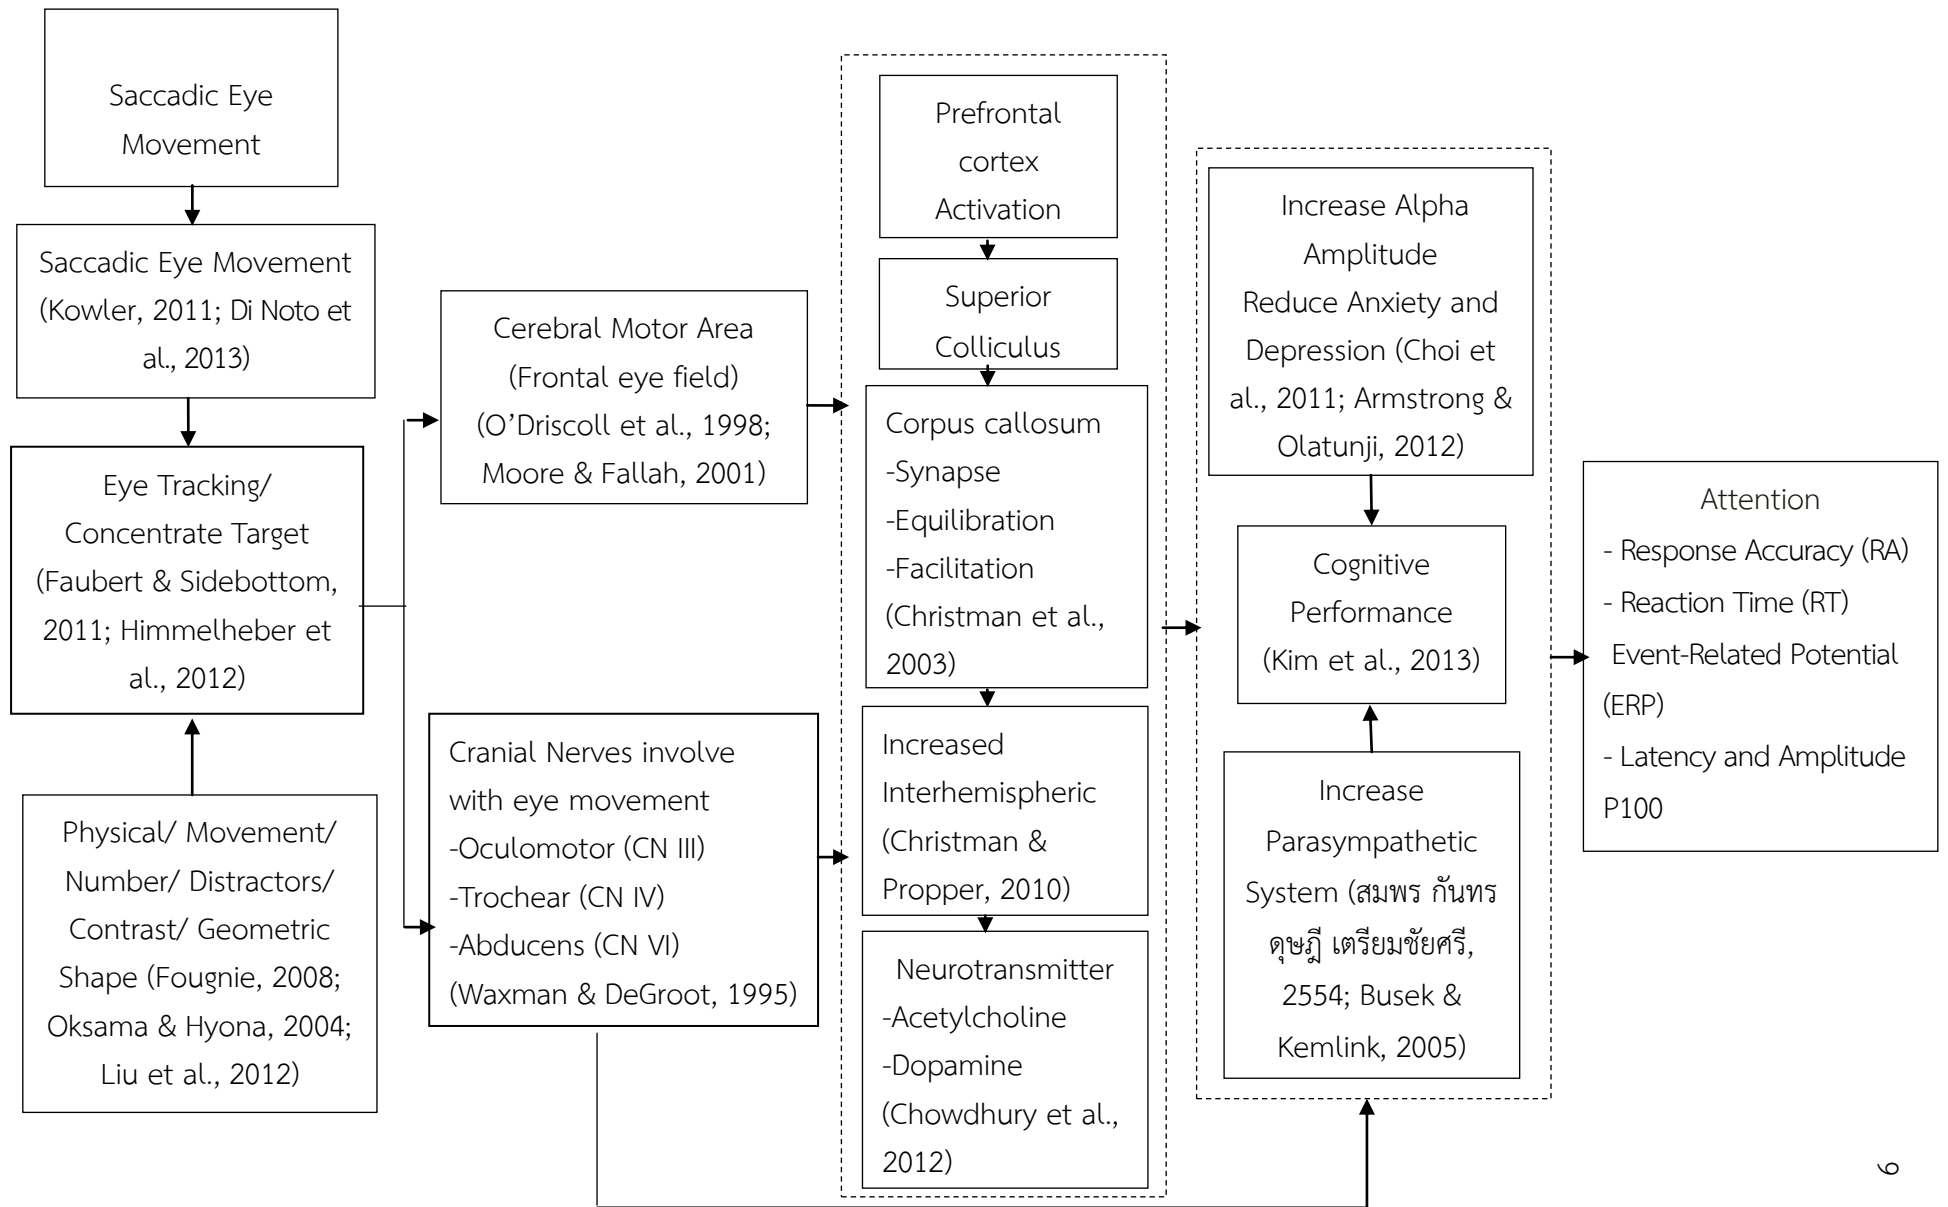 Saccadic Eye
Movement
Saccadic Eye Movement
(Kowler, 2011; Di Noto et
al., 2013)
Eye Tracking/
Concentrate Target
(Faubert & Sidebottom,
2011; Himmelheber et
al., 2012)
Physical/ Movement/
Number/ Distractors/
Contrast/ Geometric
Shape (Fougnie, 2008;
Oksama & Hyona, 2004;
Liu et al., 2012)
Cerebral Motor Area
(Frontal eye field)
(O’Driscoll et al., 1998;
Moore & Fallah, 2001)
Cranial Nerves involve
with eye movement
-Oculomotor (CN III)
-Trochear (CN IV)
-Abducens (CN VI)
(Waxman & DeGroot, 1995)
Prefrontal
cortex
Activation
Superior
Colliculus
Corpus callosum
-Synapse
-Equilibration
-Facilitation
(Christman et al.,
2003)
Increased
Interhemispheric
(Christman &
Propper, 2010)
Neurotransmitter
-Acetylcholine
-Dopamine
(Chowdhury et al.,
2012)
Increase Alpha
Amplitude
Reduce Anxiety and
Depression (Choi et
al., 2011; Armstrong &
Olatunji, 2012)
Cognitive
Performance
(Kim et al., 2013)
Increase
Parasympathetic
System (สมพร กันทร
ดุษฎี เตรียมชัยศรี,
2554; Busek &
Kemlink, 2005)
Attention
- Response Accuracy (RA)
- Reaction Time (RT)
Event-Related Potential
(ERP)
- Latency and Amplitude
P100
6